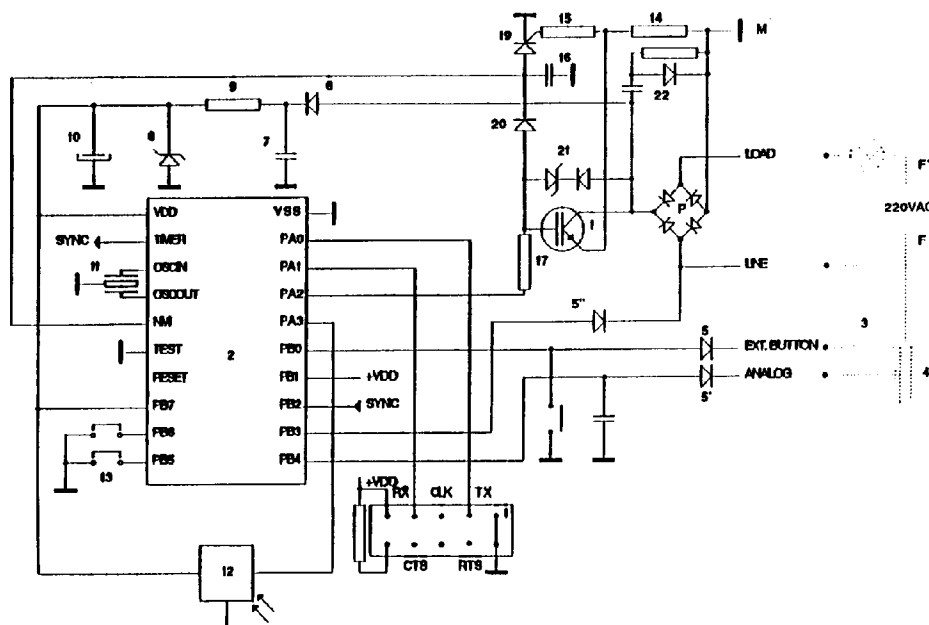 19
15
14
M
16
9
6
22
10
8
7
20
21
LOAD
F'
P
220VAC
1
VDD
VSS
SYNC
TIMER
PA0
F
11
OSCIN
PA1
17
LINE
OSCOUT
PA2
5"
NMI
PA3
3
TEST
2
PB0
5
EXT. BUTTON
RESET
PB1
+VDD
5'
ANALOG
4
PB7
PB2
SYNC
PB6
PB3
13
PB5
PB4
+VDD
RX
CLK
TX
12
CTS
RTS